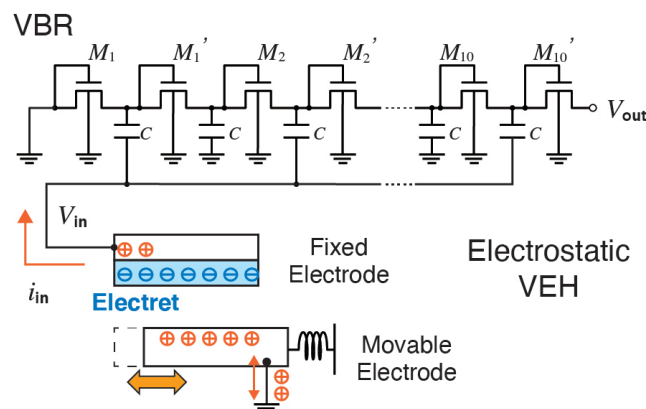 VBR
M1 M1' M2 M2' M10 M10'
C C C C C
Vout
Vin
iin
Fixed
Electrode
Electret
Electrostatic
VEH
Movable
Electrode